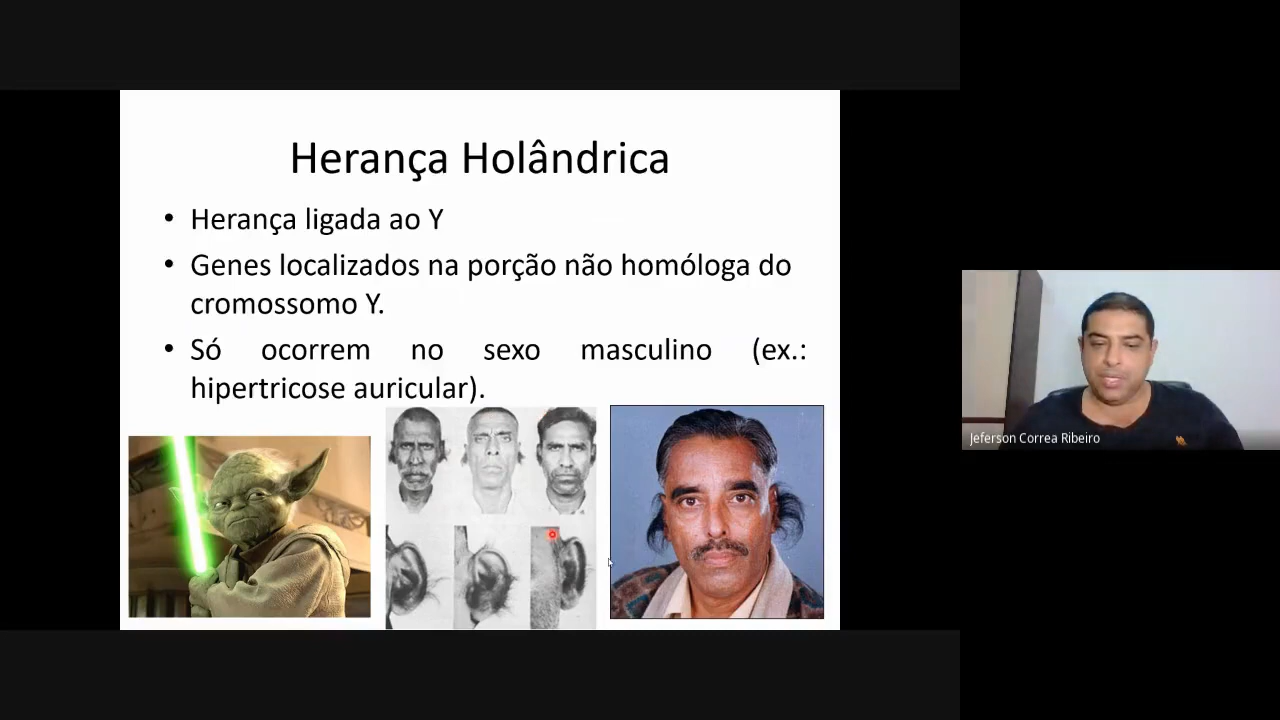 Herança Holândrica
• Herança ligada ao Y
• Genes localizados na porção não homóloga do
cromossomo Y.
• Só ocorrem no sexo masculino (ex.:
hipertricose auricular).
Jeferson Correa Ribeiro